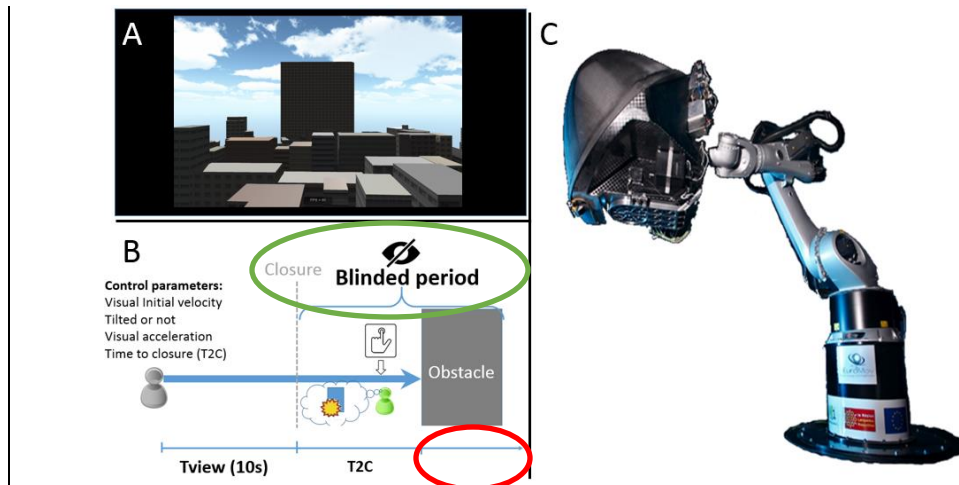 A
B
C
Closure
Blinded period
Control parameters:
Visual Initial velocity
Tilted or not
Visual acceleration
Time to closure (T2C)
Obstacle
Tview (10s)
T2C
EuroMov